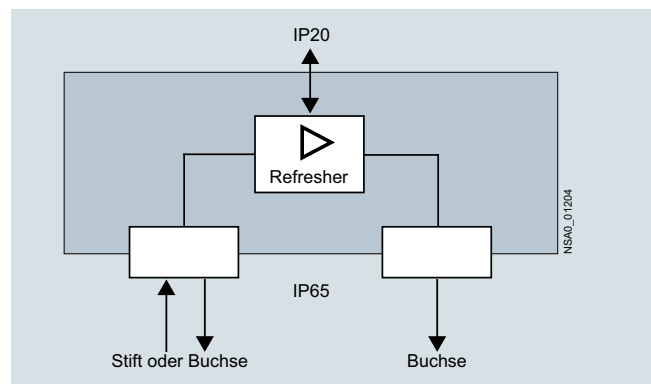 IP20
Refresher
NSA0_01204
IP65
Stift oder Buchse
Buchse